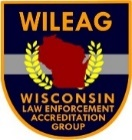 WILEAG
WISCONSIN
LAW ENFORCEMENT
ACCREDITATION
GROUP